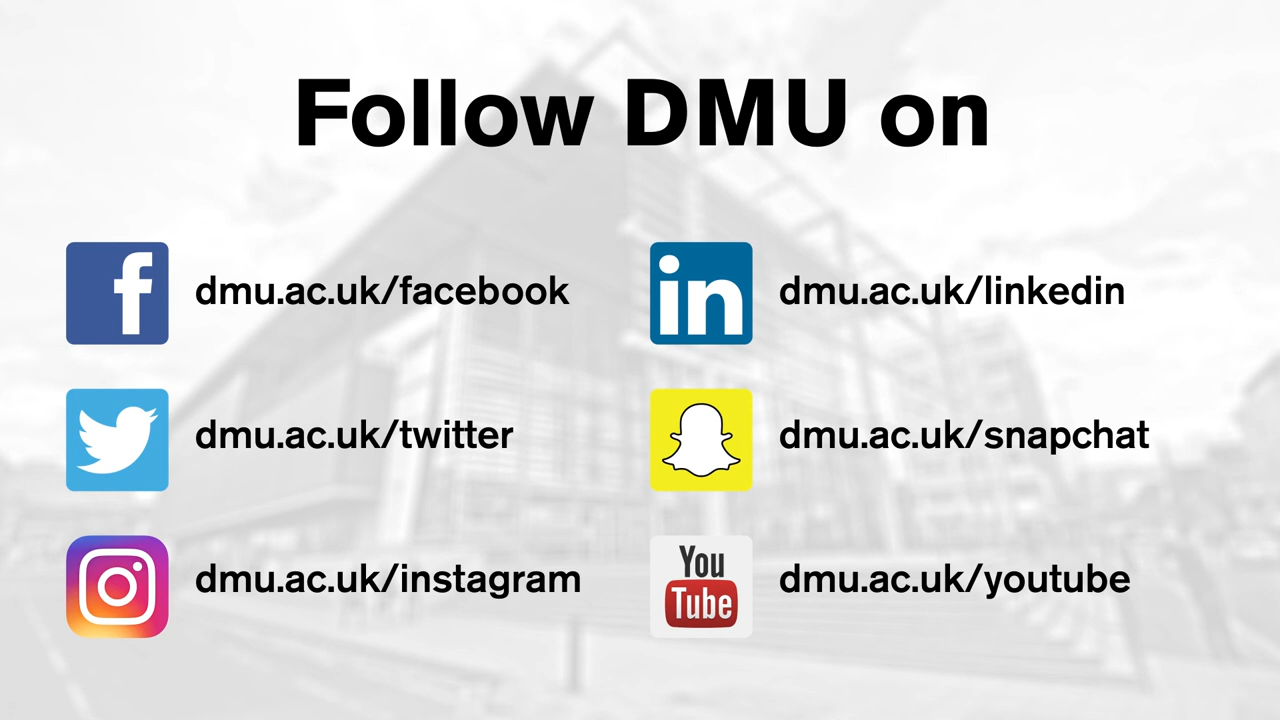 Follow DMU on
f
dmu.ac.uk/facebook
in
dmu.ac.uk/linkedin
dmu.ac.uk/twitter
dmu.ac.uk/snapchat
dmu.ac.uk/instagram
You
Tube
dmu.ac.uk/youtube